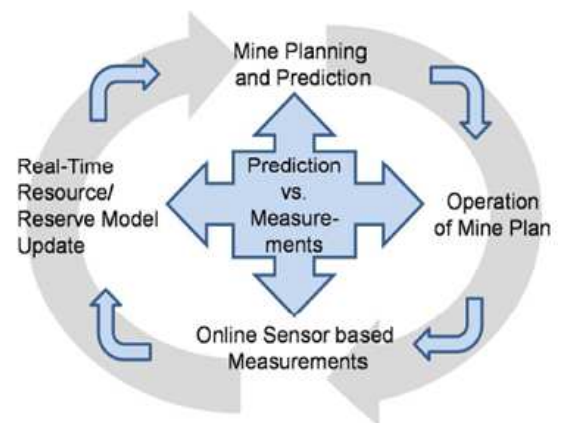 Mine Planning
and Prediction
Real-Time
Resource/
Reserve Model
Update
Prediction
vs.
Measure-
ments
Operation
of Mine Plan
Online Sensor based
Measurements